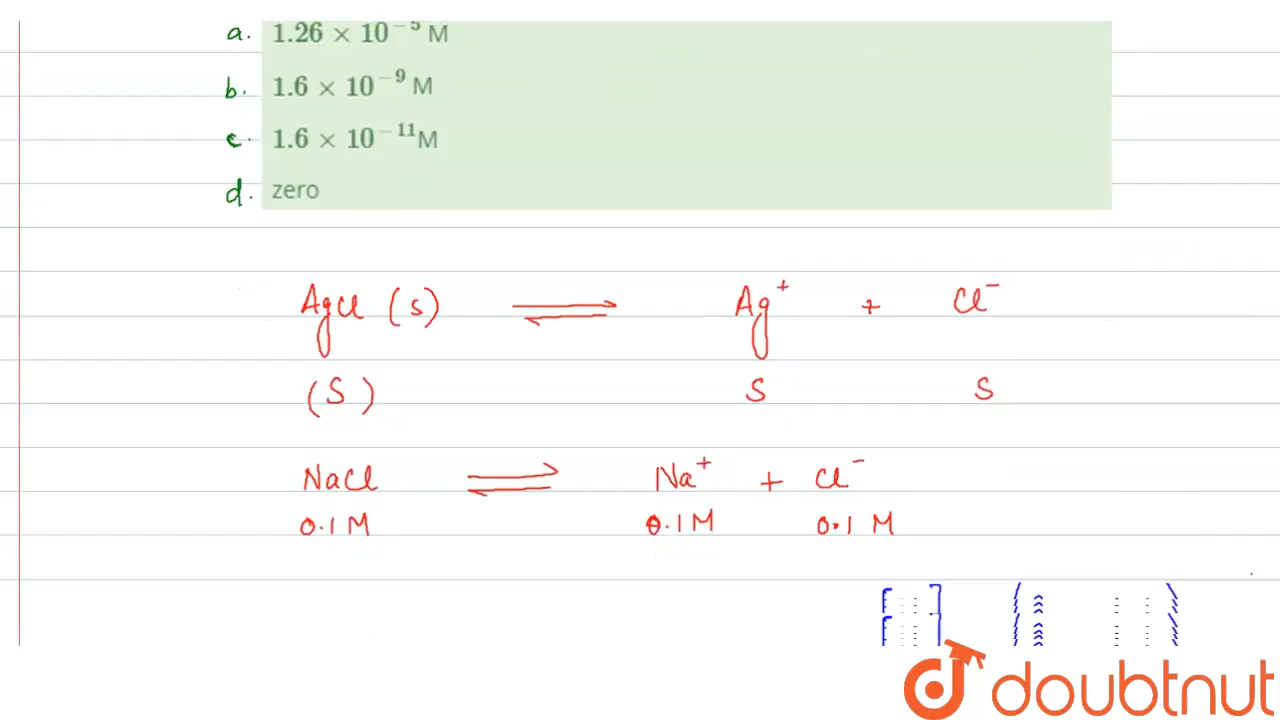 a. 1.26 × 10⁻⁵ M
b. 1.6 × 10⁻⁹ M
c. 1.6 × 10⁻¹¹M
d. zero
AgCl (s) ⇌ Ag⁺ + Cl⁻
(S) S S
NaCl ⇌ Na⁺ + Cl⁻
0.1 M 0.1 M 0.1 M
doubtnut